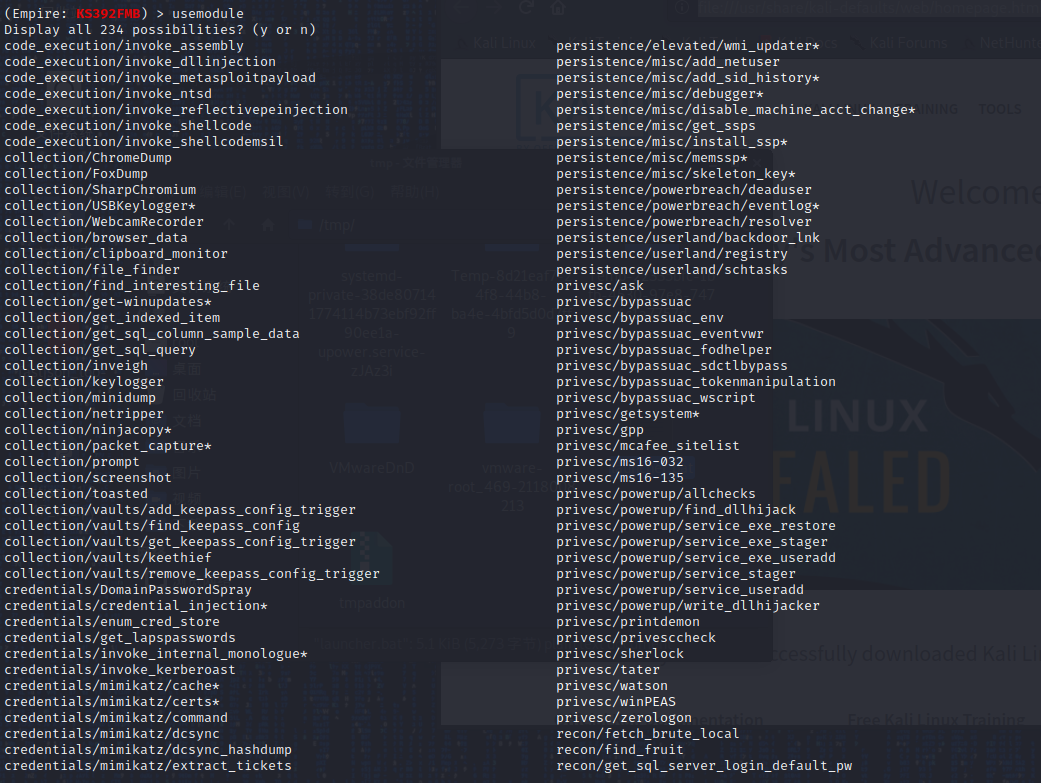 (Empire: KS392FMB) > usemodule
Display all 234 possibilities? (y or n)
code_execution/invoke_assembly persistence/elevated/wmi_updater*
code_execution/invoke_dllinjection persistence/misc/add_netuser
code_execution/invoke_metasploitpayload persistence/misc/add_sid_history*
code_execution/invoke_ntsd persistence/misc/debugger*
code_execution/invoke_reflectivepeinjection persistence/misc/disable_machine_acct_change*
code_execution/invoke_shellcode persistence/misc/get_ssps
code_execution/invoke_shellcodemsil persistence/misc/install_ssp*
collection/ChromeDump persistence/misc/memssp*
collection/FoxDump persistence/misc/skeleton_key*
collection/SharpChromium persistence/powerbreach/deaduser
collection/USBKeylogger* persistence/powerbreach/eventlog*
collection/WebcamRecorder persistence/powerbreach/resolver
collection/browser_data persistence/userland/backdoor_lnk
collection/clipboard_monitor persistence/userland/registry
collection/file_finder persistence/userland/schtasks
collection/find_interesting_file privesc/ask
collection/get-winupdates* privesc/bypassuac
collection/get_indexed_item privesc/bypassuac_env
collection/get_sql_column_sample_data privesc/bypassuac_eventvwr
collection/get_sql_query privesc/bypassuac_fodhelper
collection/inveigh privesc/bypassuac_sdctlbypass
collection/keylogger privesc/bypassuac_tokenmanipulation
collection/minidump privesc/bypassuac_wscript
collection/netripper privesc/getsystem*
collection/ninjacopy* privesc/gpp
collection/packet_capture* privesc/mcafee_sitelist
collection/prompt privesc/ms16-032
collection/screenshot privesc/ms16-135
collection/toasted privesc/powerup/allchecks
collection/vaults/add_keepass_config_trigger privesc/powerup/find_dllhijack
collection/vaults/find_keepass_config privesc/powerup/service_exe_restore
collection/vaults/get_keepass_config_trigger privesc/powerup/service_exe_stager
collection/vaults/keethief privesc/powerup/service_exe_useradd
collection/vaults/remove_keepass_config_trigger privesc/powerup/service_stager
credentials/DomainPasswordSpray privesc/powerup/service_useradd
credentials/credential_injection* privesc/powerup/write_dllhijacker
credentials/enum_cred_store privesc/printdemon
credentials/get_lapspasswords privesc/privesccheck
credentials/invoke_internal_monologue* privesc/sherlock
credentials/invoke_kerberoast privesc/tater
credentials/mimikatz/cache* privesc/watson
credentials/mimikatz/certs* privesc/winPEAS
credentials/mimikatz/command privesc/zerologon
credentials/mimikatz/dcsync recon/fetch_brute_local
credentials/mimikatz/dcsync_hashdump recon/find_fruit
credentials/mimikatz/extract_tickets recon/get_sql_server_login_default_pw